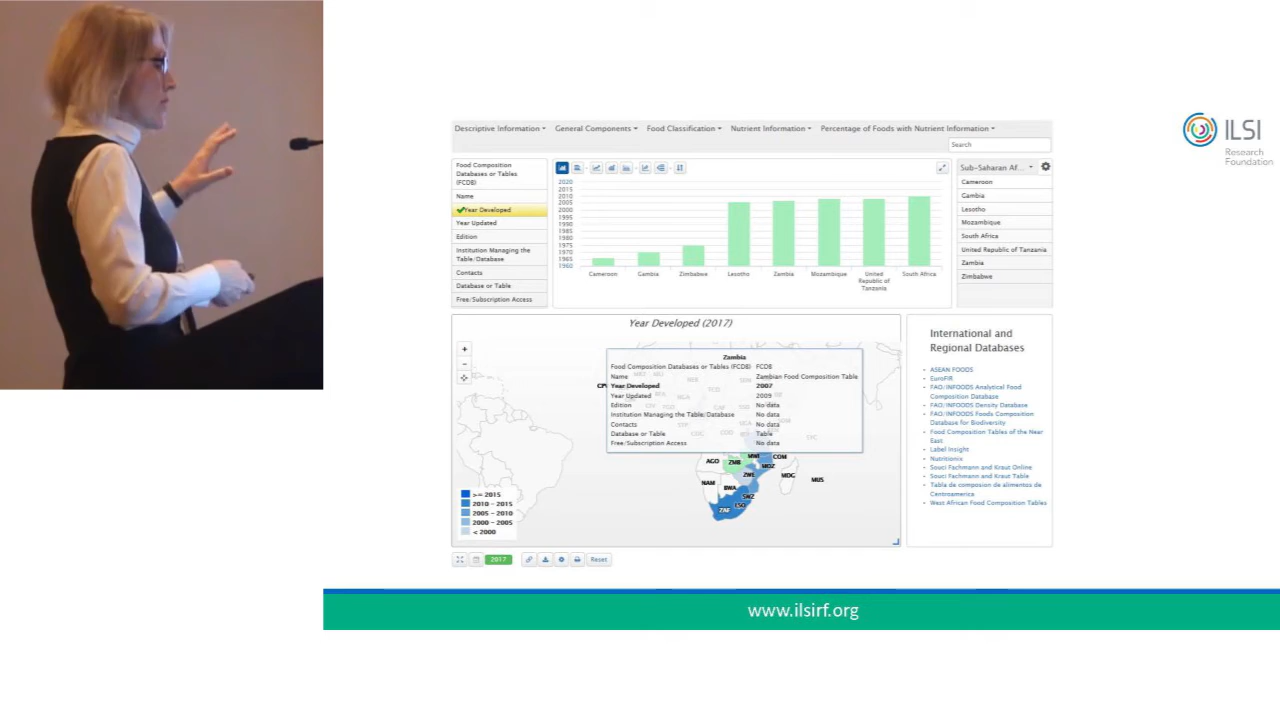 Descriptive Information
General Components
Food Classification
Nutrient Information
Percentage of Foods with Nutrient Information
Search
Food Composition
Databases or Tables
(FCDB)
Name
Year Developed
Year Updated
Edition
Institution Managing the
Table/Database
Contacts
Database or Table
Free/Subscription Access
2020
2015
2010
2005
2000
1995
1990
1985
1980
1975
1970
1965
1960
Cameroon
Gambia
Zimbabwe
Lesotho
Zambia
Mozambique
United
Republic of
Tanzania
South Africa
Sub-Saharan Af...
Cameroon
Gambia
Lesotho
Mozambique
South Africa
United Republic of Tanzania
Zambia
Zimbabwe
ILSI
Research
Foundation
Year Developed (2017)
+
−
Zambia
Food Composition Databases or Tables (FCDB) FCDB
Name Zambian Food Composition Table
Year Developed 2007
Year Updated 2009
Edition No data
Institution Managing the Table/Database No data
Contacts No data
Database or Table Table
Free/Subscription Access No data
AGO
ZMB
MWI
COM
MOZ
ZWE
MDG
MUS
NAM
BWA
SWZ
LSO
ZAF
>= 2015
2010 - 2015
2005 - 2010
2000 - 2005
< 2000
International and
Regional Databases
ASEAN FOODS
EuroFIR
FAO/INFOODS Analytical Food
Composition Database
FAO/INFOODS Density Database
FAO/INFOODS Foods Composition
Database for Biodiversity
Food Composition Tables of the Near
East
Label Insight
Nutritionix
Souci Fachmann and Kraut Online
Souci Fachmann and Kraut Table
Tabla de composion de alimentos de
Centroamerica
West African Food Composition Tables
2017
Reset
www.ilsirf.org